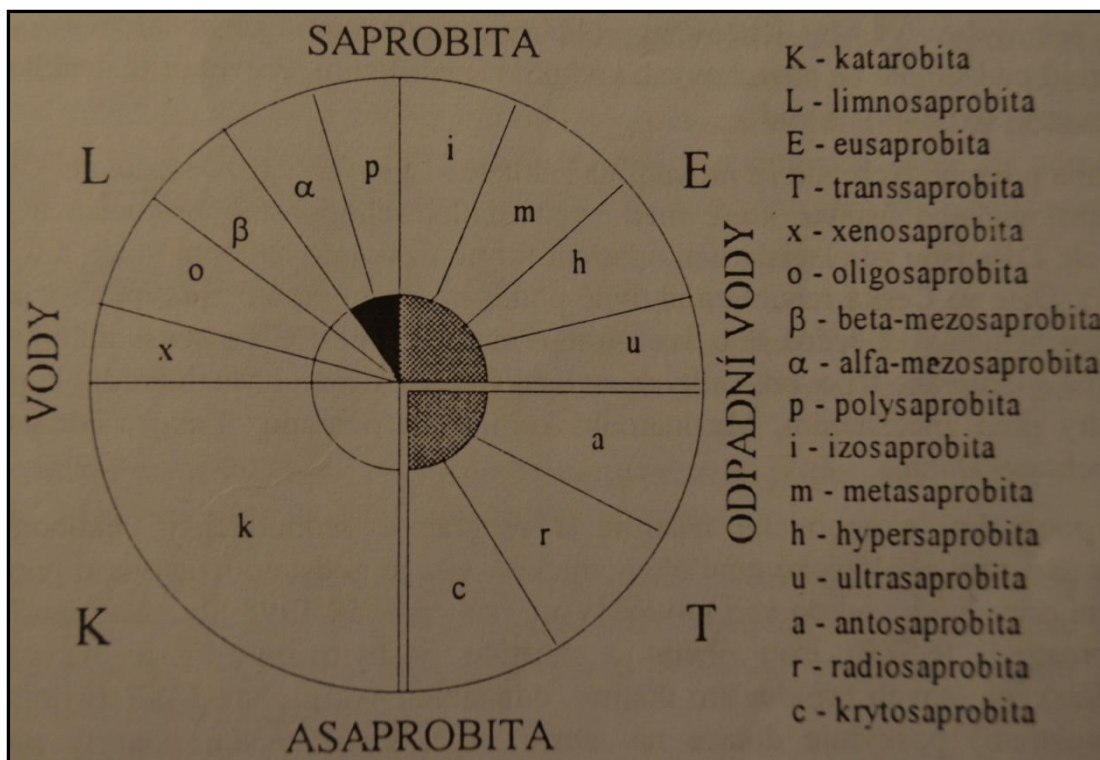 SAPROBITA
L
E
α
p
i
m
β
h
o
x
u
a
k
r
c
K
T
VODY
ODPADNÍ VODY
ASAPROBITA
K - katarobita
L - limnosaprobita
E - eusaprobita
T - transsaprobita
x - xenosaprobita
o - oligosaprobita
β - beta-mezosaprobita
α - alfa-mezosaprobita
p - polysaprobita
i - izosaprobita
m - metasaprobita
h - hypersaprobita
u - ultrasaprobita
a - antosaprobita
r - radiosaprobita
c - krytosaprobita